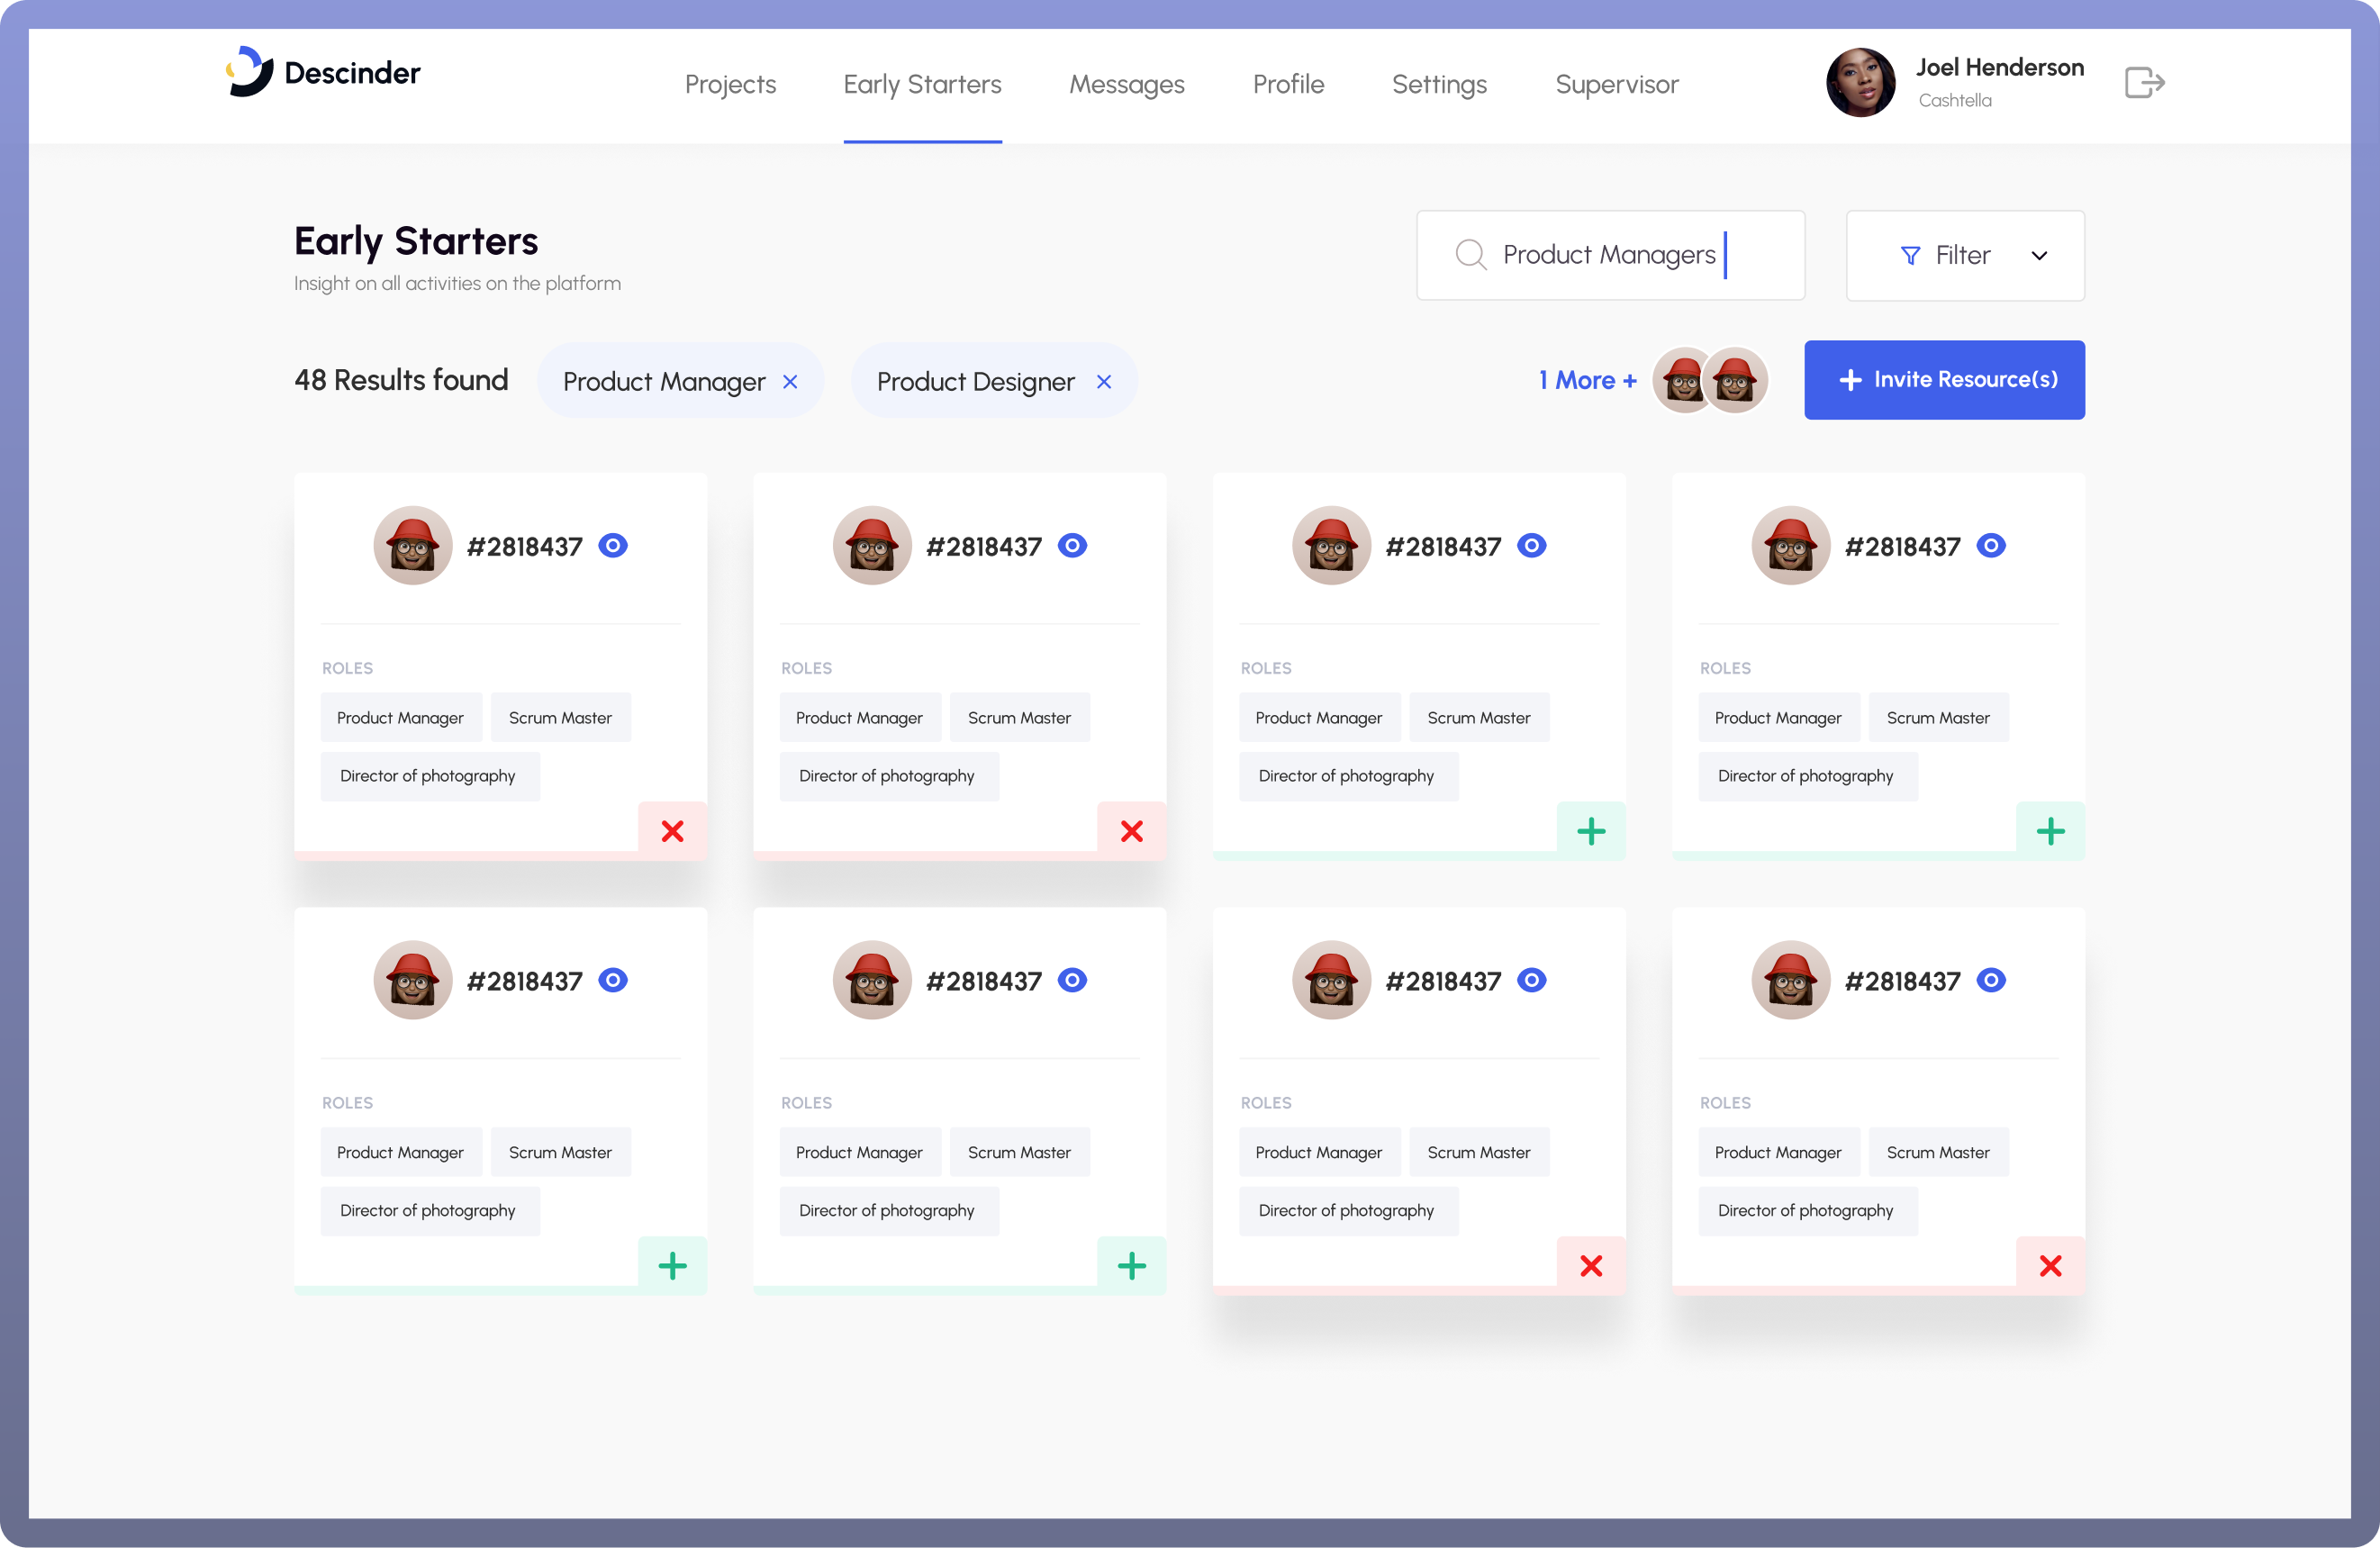 Descinder
Projects Early Starters Messages Profile Settings Supervisor
Joel Henderson
Cashtella
Early Starters
Insight on all activities on the platform
Product Managers
Filter
48 Results found Product Manager Product Designer
1 More + Invite Resource(s)
#2818437 #2818437 #2818437 #2818437
ROLES ROLES ROLES ROLES
Product Manager Scrum Master Product Manager Scrum Master Product Manager Scrum Master Product Manager Scrum Master
Director of photography Director of photography Director of photography Director of photography
#2818437 #2818437 #2818437 #2818437
ROLES ROLES ROLES ROLES
Product Manager Scrum Master Product Manager Scrum Master Product Manager Scrum Master Product Manager Scrum Master
Director of photography Director of photography Director of photography Director of photography